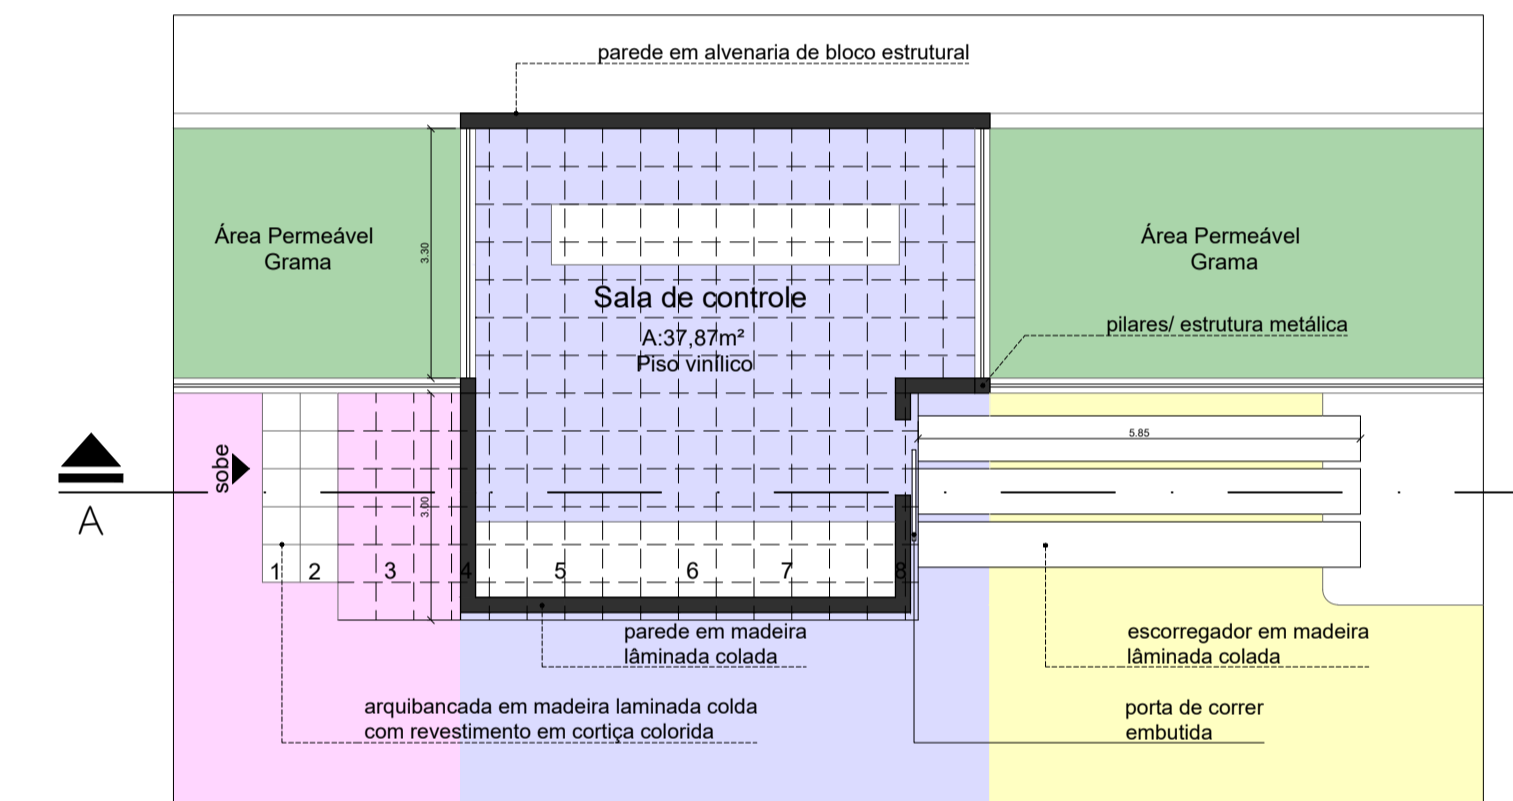 parede em alvenaria de bloco estrutural
Área Permeável
Grama
3.30
Sala de controle
A:37,87m²
Piso vinílico
Área Permeável
Grama
pilares/ estrutura metálica
sobe
A
3.00
5.85
1
2
3
4
5
6
7
8
parede em madeira
lâminada colada
escorregador em madeira
lâminada colada
arquibancada em madeira laminada colda
com revestimento em cortiça colorida
porta de correr
embutida